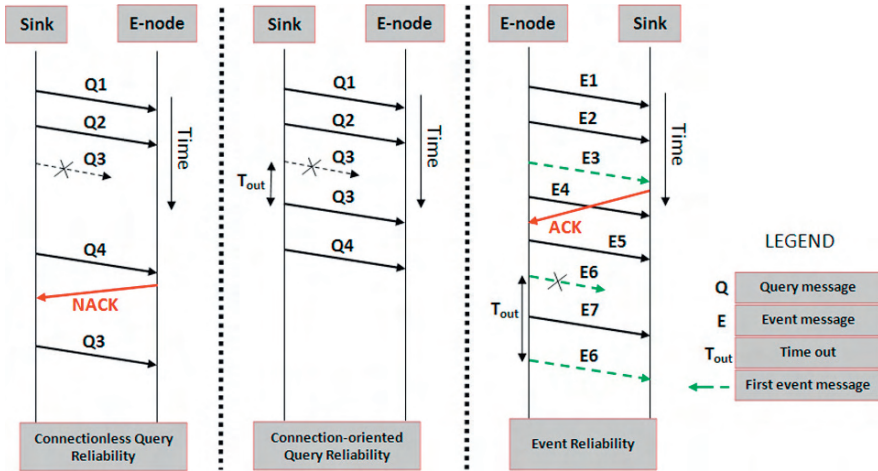 Sink
E-node
Q1
Q2
Q3
Time
Q4
NACK
Q3
Connectionless Query
Reliability
Sink
E-node
Q1
Q2
Q3
Time
Tout
Q3
Q4
Connection-oriented
Query Reliability
E-node
Sink
E1
E2
E3
Time
E4
ACK
E5
E6
Tout
E7
E6
Event Reliability
LEGEND
Q Query message
E Event message
Tout Time out
First event message